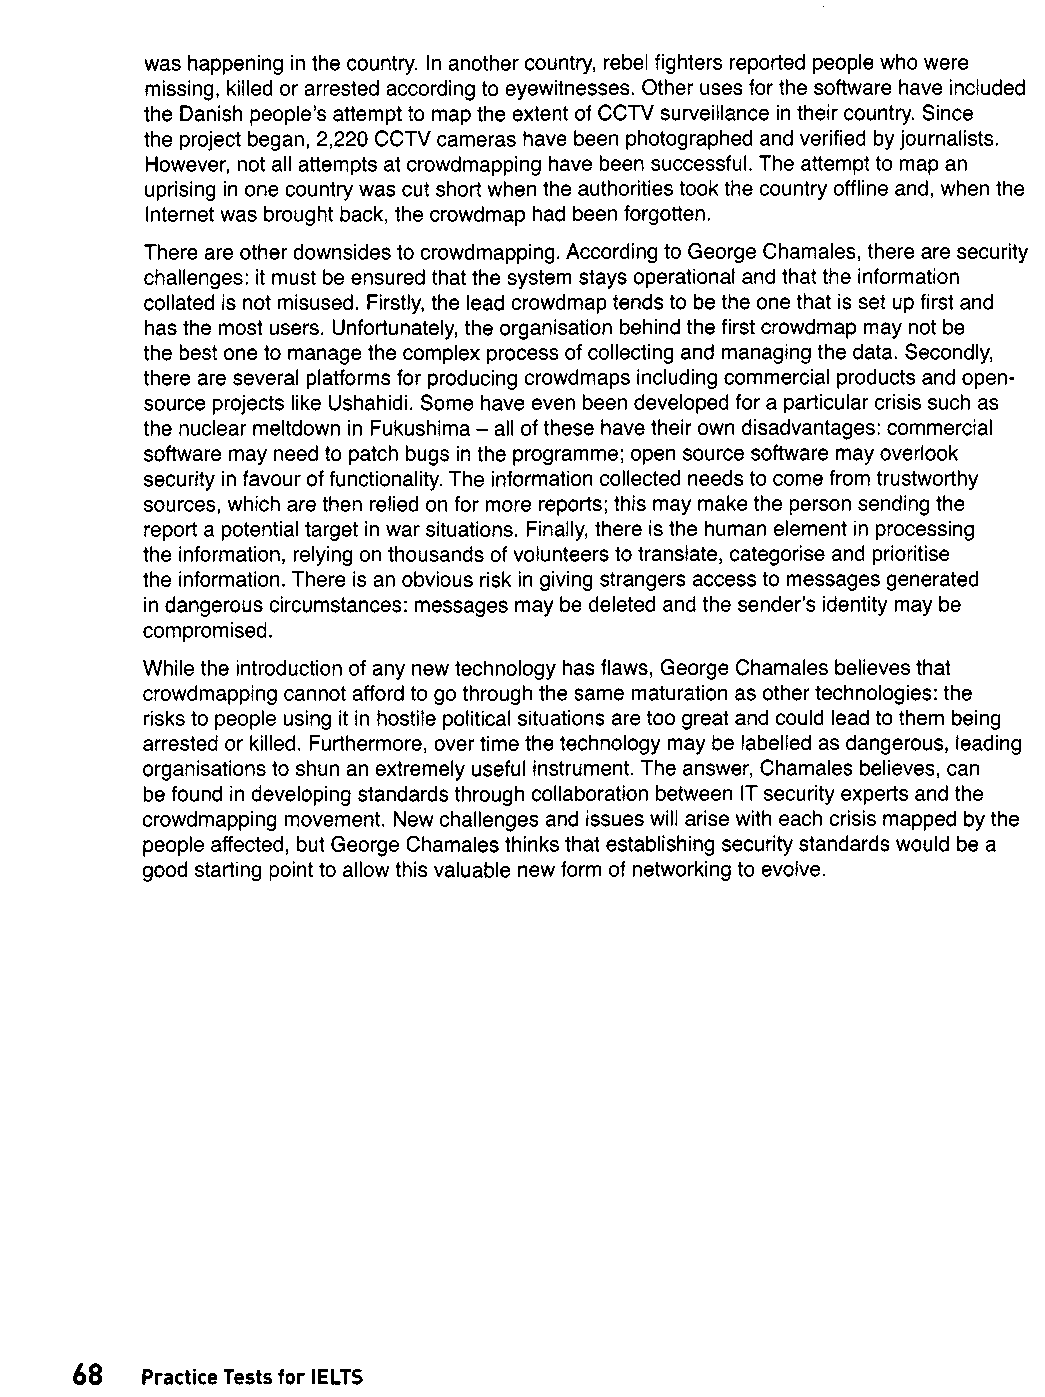 was happening in the country. In another country, rebel fighters reported people who were
missing, killed or arrested according to eyewitnesses. Other uses for the software have included
the Danish people's attempt to map the extent of CCTV surveillance in their country. Since
the project began, 2,220 CCTV cameras have been photographed and verified by journalists.
However, not all attempts at crowdmapping have been successful. The attempt to map an
uprising in one country was cut short when the authorities took the country offline and, when the
Internet was brought back, the crowdmap had been forgotten.
There are other downsides to crowdmapping. According to George Chamales, there are security
challenges: it must be ensured that the system stays operational and that the information
collated is not misused. Firstly, the lead crowdmap tends to be the one that is set up first and
has the most users. Unfortunately, the organisation behind the first crowdmap may not be
the best one to manage the complex process of collecting and managing the data. Secondly,
there are several platforms for producing crowdmaps including commercial products and open-
source projects like Ushahidi. Some have even been developed for a particular crisis such as
the nuclear meltdown in Fukushima – all of these have their own disadvantages: commercial
software may need to patch bugs in the programme; open source software may overlook
security in favour of functionality. The information collected needs to come from trustworthy
sources, which are then relied on for more reports; this may make the person sending the
report a potential target in war situations. Finally, there is the human element in processing
the information, relying on thousands of volunteers to translate, categorise and prioritise
the information. There is an obvious risk in giving strangers access to messages generated
in dangerous circumstances: messages may be deleted and the sender's identity may be
compromised.
While the introduction of any new technology has flaws, George Chamales believes that
crowdmapping cannot afford to go through the same maturation as other technologies: the
risks to people using it in hostile political situations are too great and could lead to them being
arrested or killed. Furthermore, over time the technology may be labelled as dangerous, leading
organisations to shun an extremely useful instrument. The answer, Chamales believes, can
be found in developing standards through collaboration between IT security experts and the
crowdmapping movement. New challenges and issues will arise with each crisis mapped by the
people affected, but George Chamales thinks that establishing security standards would be a
good starting point to allow this valuable new form of networking to evolve.
68 Practice Tests for IELTS